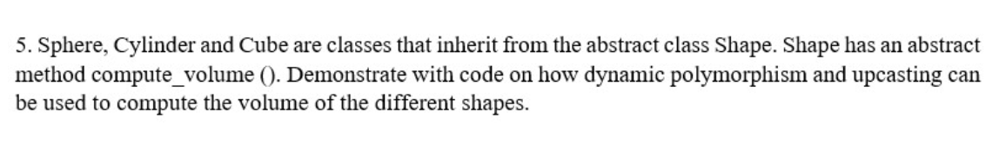 5. Sphere, Cylinder and Cube are classes that inherit from the abstract class Shape. Shape has an abstract
method compute_volume (). Demonstrate with code on how dynamic polymorphism and upcasting can
be used to compute the volume of the different shapes.